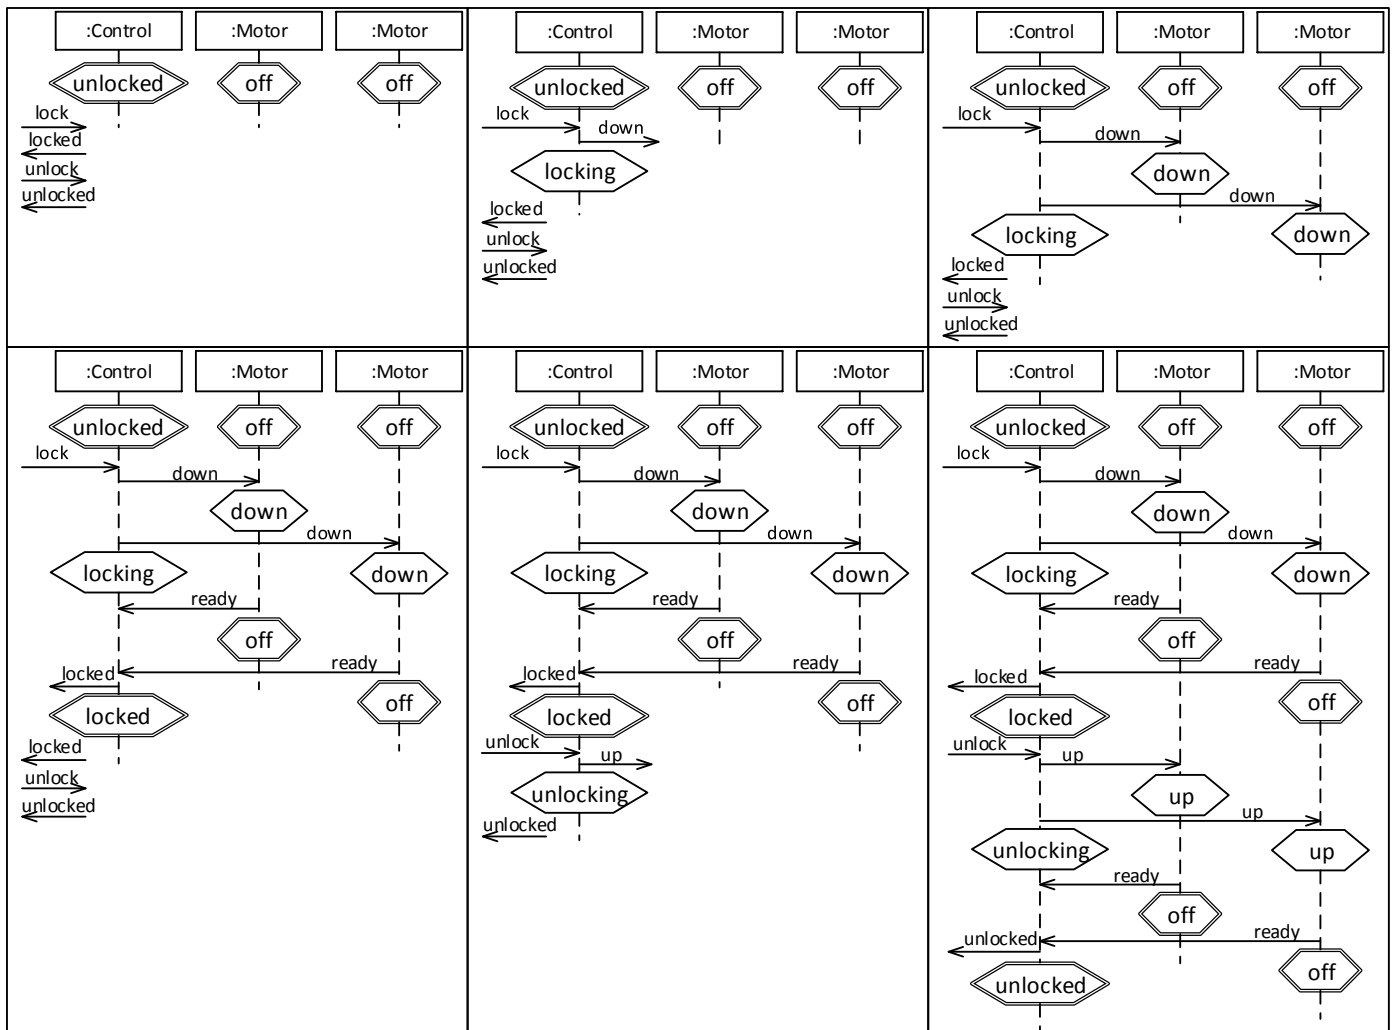 :Control :Motor :Motor
unlocked off off
lock
locked
unlock
unlocked
:Control :Motor :Motor
unlocked off off
lock
down
locking
locked
unlock
unlocked
:Control :Motor :Motor
unlocked off off
lock
down
down
down
locking down
locked
unlock
unlocked
:Control :Motor :Motor
unlocked off off
lock
down
down
down
locking down
ready
off
locked ready
locked off
locked
unlock
unlocked
:Control :Motor :Motor
unlocked off off
lock
down
down
down
locking down
ready
off
locked ready
locked off
unlock
up
unlocking
unlocked
:Control :Motor :Motor
unlocked off off
lock
down
down
down
locking down
ready
off
locked ready
locked off
unlock
up
up
up
unlocking up
ready
off
unlocked ready
unlocked off